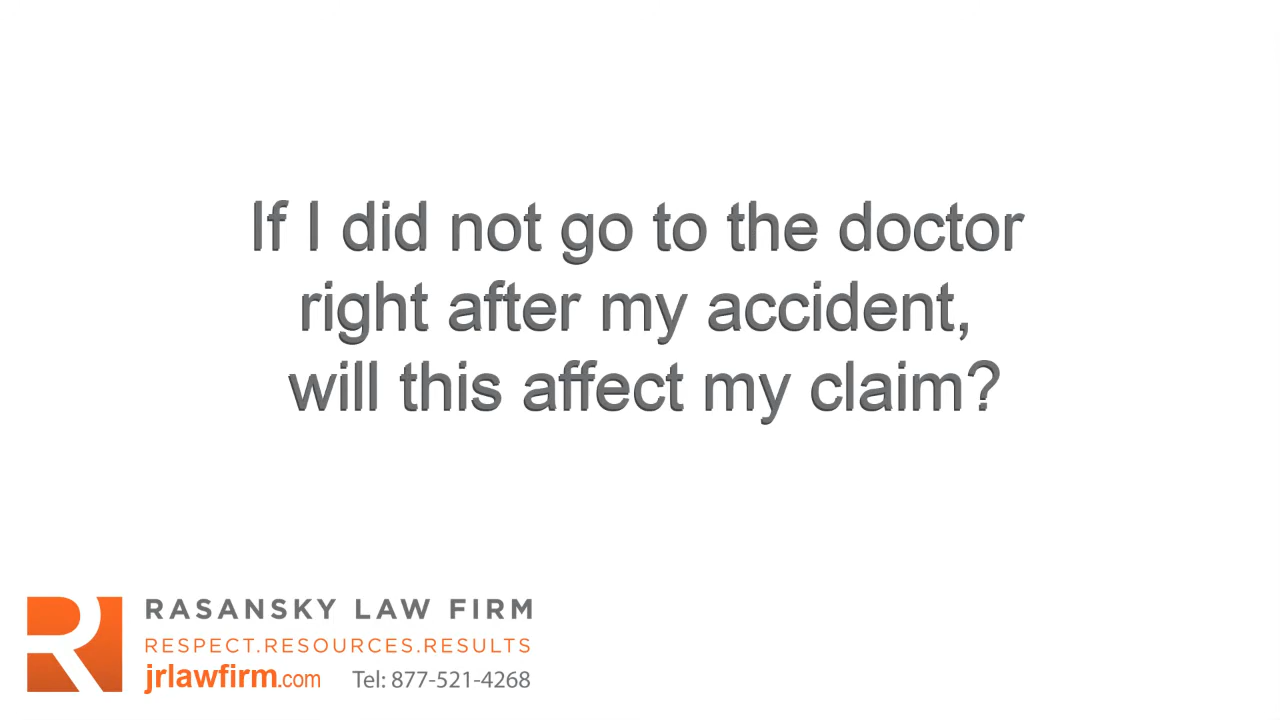 If I did not go to the doctor
right after my accident,
will this affect my claim?
R
RASANSKY LAW FIRM
RESPECT.RESOURCES.RESULTS
jrlawfirm.com Tel: 877-521-4268